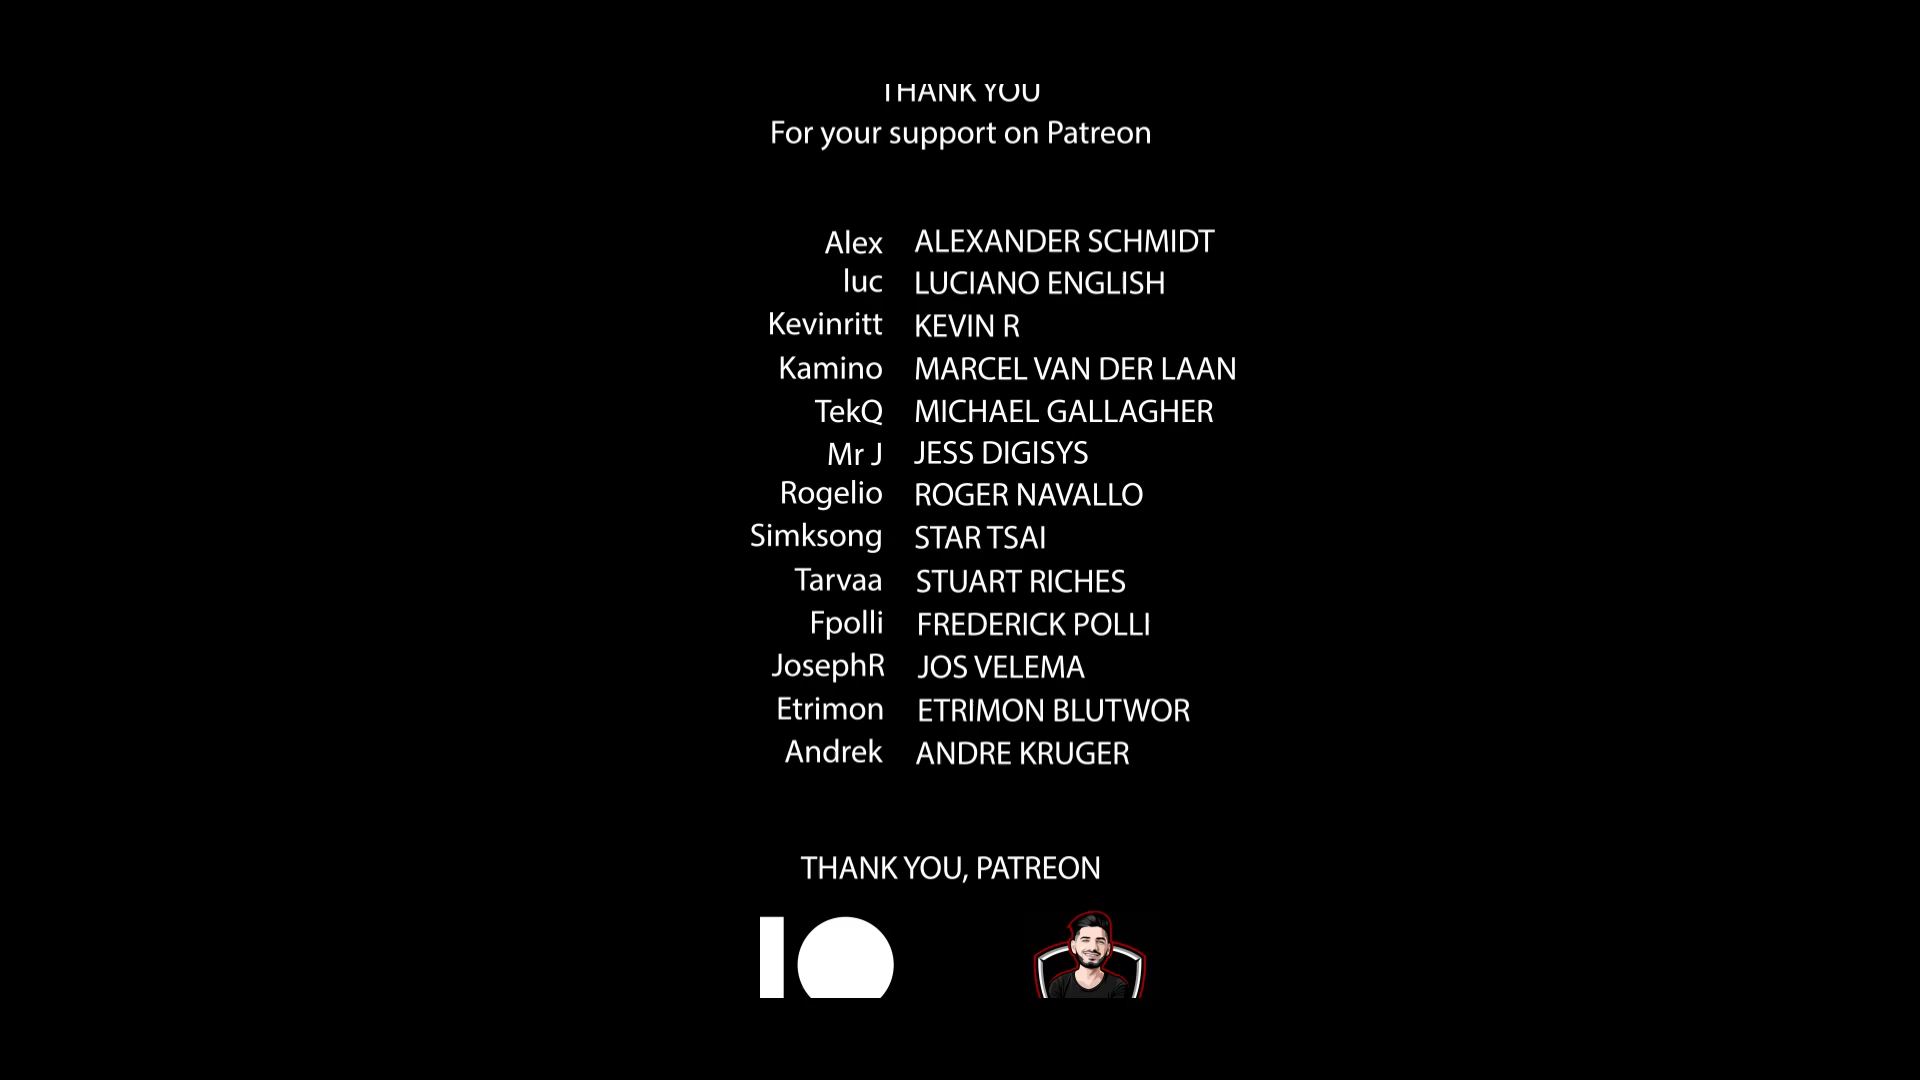 THANK YOU
For your support on Patreon
Alex ALEXANDER SCHMIDT
luc LUCIANO ENGLISH
Kevinritt KEVIN R
Kamino MARCEL VAN DER LAAN
TekQ MICHAEL GALLAGHER
Mr J JESS DIGISYS
Rogelio ROGER NAVALLO
Simksong STAR TSAI
Tarvaa STUART RICHES
Fpolli FREDERICK POLLI
JosephR JOS VELEMA
Etrimon ETRIMON BLUTWOR
Andrek ANDRE KRUGER
THANK YOU, PATREON